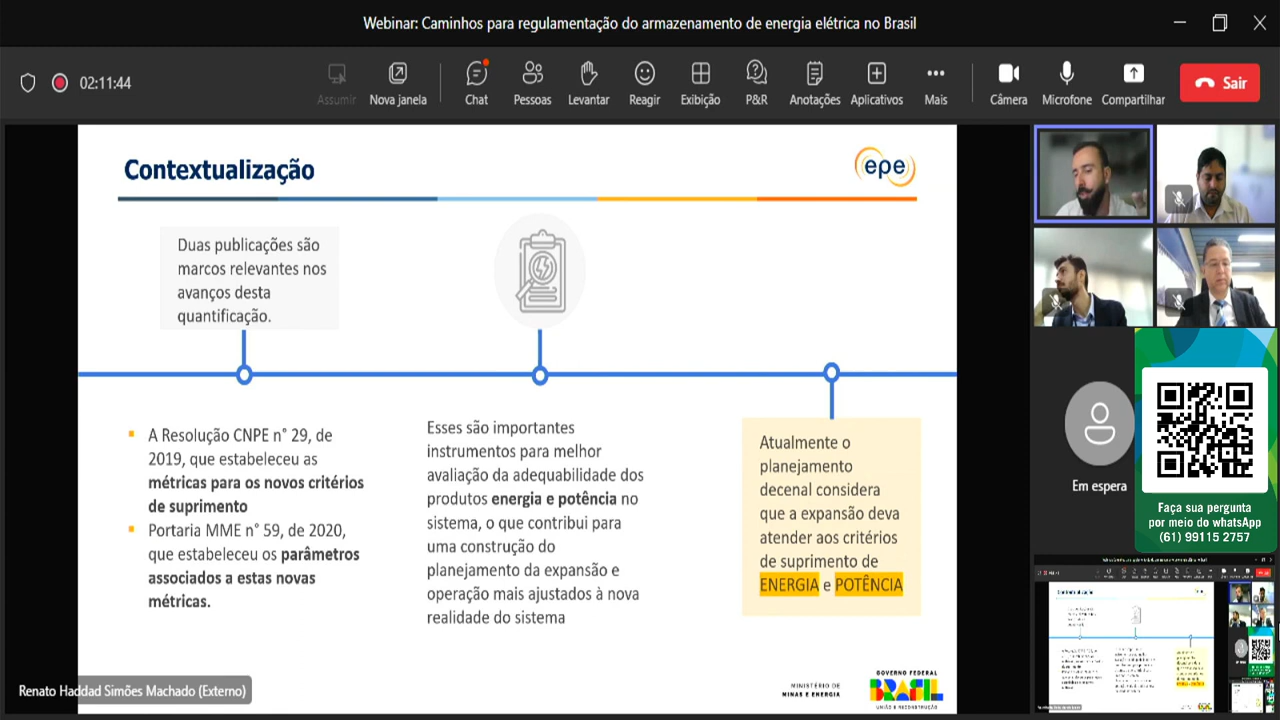 Webinar: Caminhos para regulamentação do armazenamento de energia elétrica no Brasil
02:11:44
Assumir
Nova janela
Chat
Pessoas
Levantar
Reagir
Exibição
P&R
Anotações
Aplicativos
Mais
Câmera
Microfone
Compartilhar
Sair
Contextualização
epe
Duas publicações são
marcos relevantes nos
avanços desta
quantificação.
A Resolução CNPE n° 29, de
2019, que estabeleceu as
métricas para os novos critérios
de suprimento
Portaria MME n° 59, de 2020,
que estabeleceu os parâmetros
associados a estas novas
métricas.
Esses são importantes
instrumentos para melhor
avaliação da adequabilidade dos
produtos energia e potência no
sistema, o que contribui para
uma construção do
planejamento da expansão e
operação mais ajustados à nova
realidade do sistema
Atualmente o
planejamento
decenal considera
que a expansão deva
atender aos critérios
de suprimento de
ENERGIA e POTÊNCIA
Renato Haddad Simões Machado (Externo)
MINISTÉRIO DE
MINAS E ENERGIA
GOVERNO FEDERAL
BRASIL
UNIÃO E RECONSTRUÇÃO
Em espera
Faça sua pergunta
por meio do whatsApp
(61) 99115 2757
Contextualização